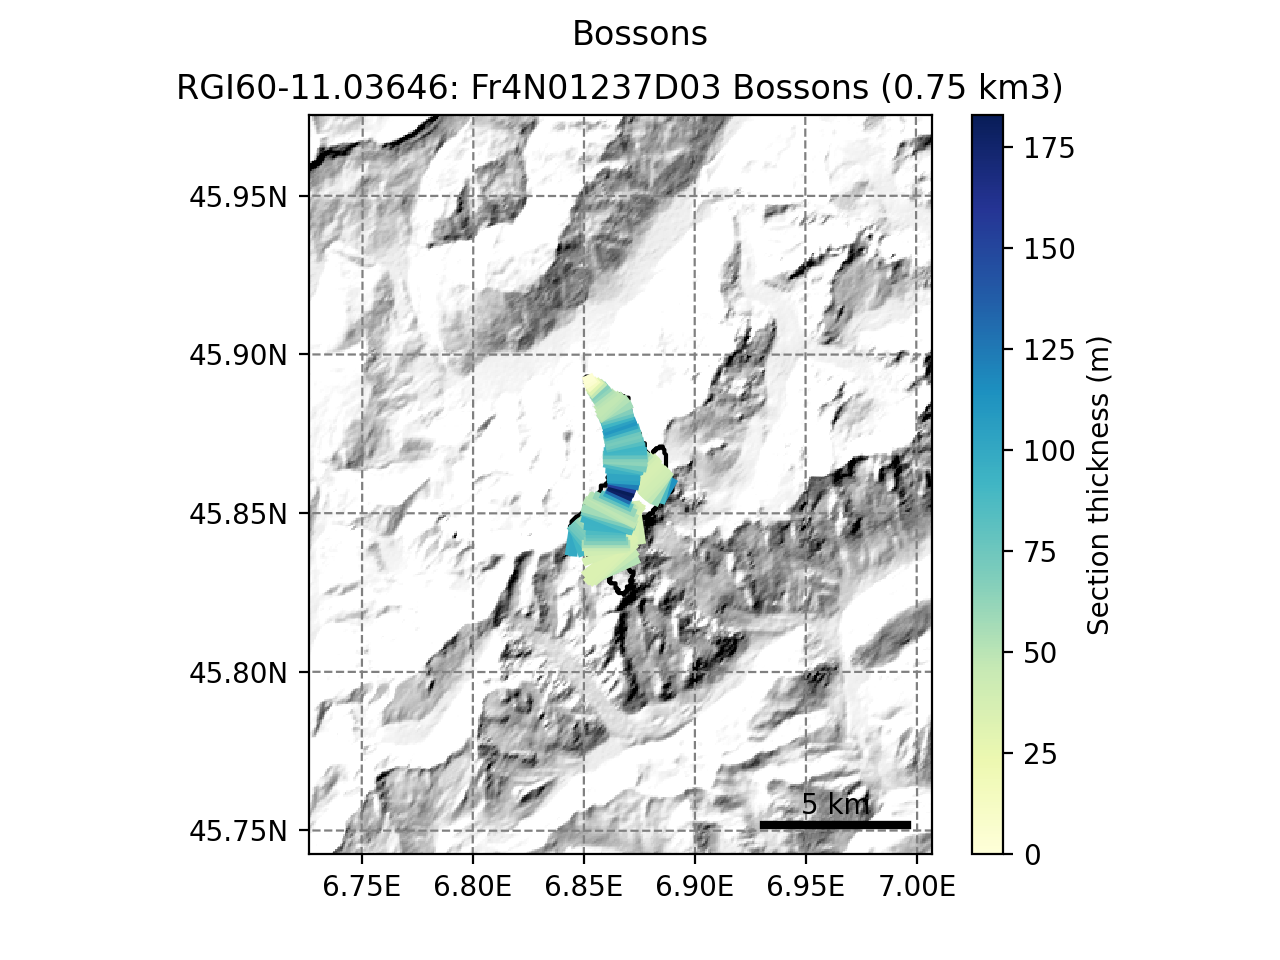 Bossons
RGI60-11.03646: Fr4N01237D03 Bossons (0.75 km3)
45.95N
45.90N
45.85N
45.80N
45.75N
6.75E
6.80E
6.85E
6.90E
6.95E
7.00E
5 km
175
150
125
100
75
50
25
0
Section thickness (m)